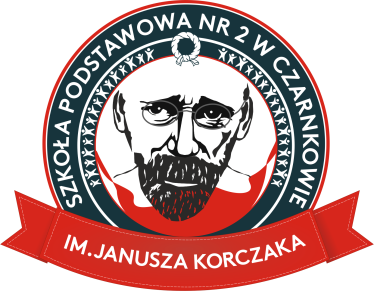 SZKOŁA PODSTAWOWA NR 2 W CZARNKOWIE
IM.JANUSZA KORCZAKA